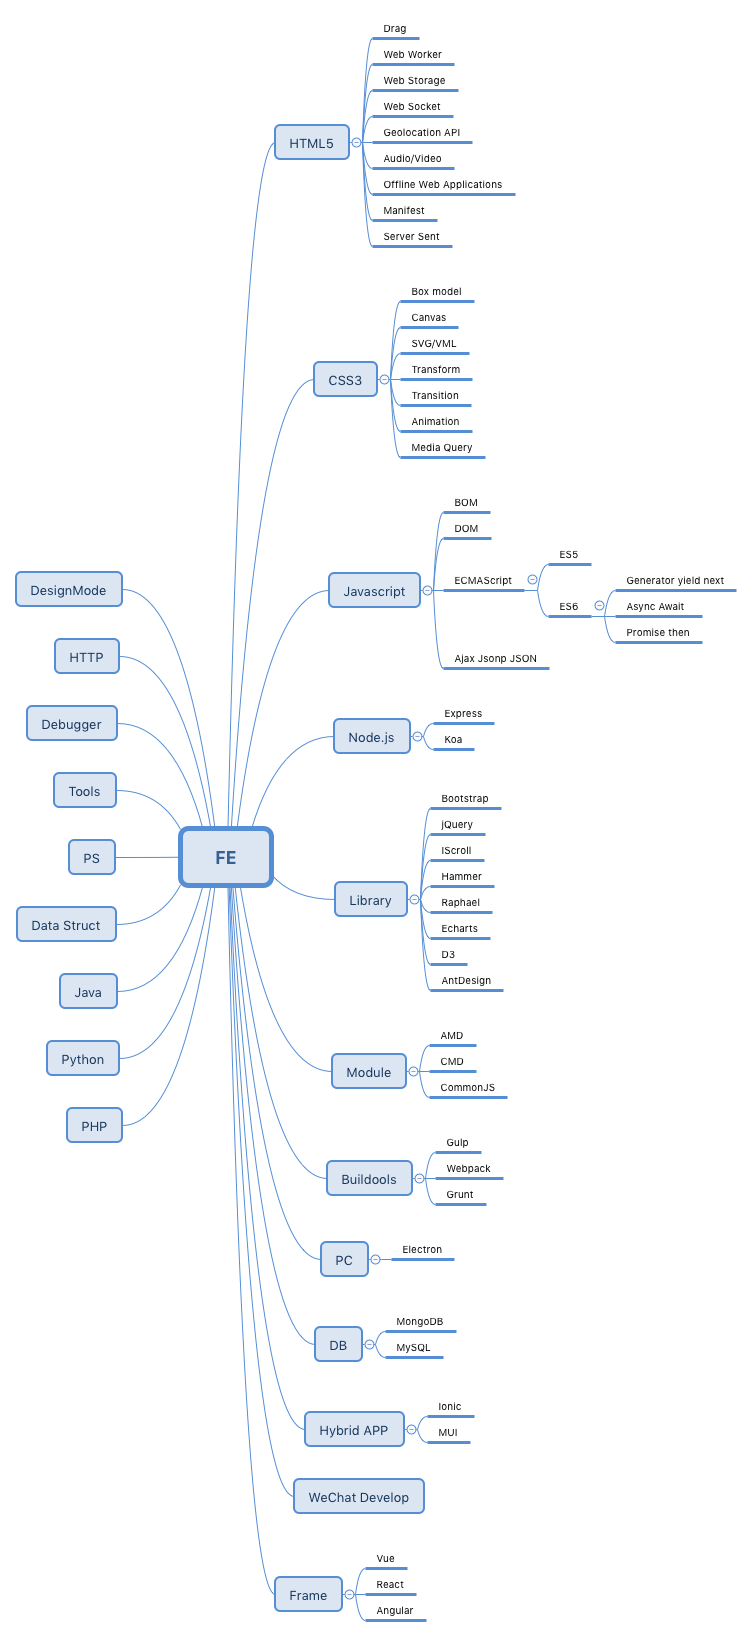 FE
HTML5
Drag
Web Worker
Web Storage
Web Socket
Geolocation API
Audio/Video
Offline Web Applications
Manifest
Server Sent
CSS3
Box model
Canvas
SVG/VML
Transform
Transition
Animation
Media Query
Javascript
BOM
DOM
ECMAScript
ES5
ES6
Generator yield next
Async Await
Promise then
Ajax Jsonp JSON
Node.js
Express
Koa
Library
Bootstrap
jQuery
IScroll
Hammer
Raphael
Echarts
D3
AntDesign
Module
AMD
CMD
CommonJS
Buildools
Gulp
Webpack
Grunt
PC
Electron
DB
MongoDB
MySQL
Hybrid APP
Ionic
MUI
WeChat Develop
Frame
Vue
React
Angular
DesignMode
HTTP
Debugger
Tools
PS
Data Struct
Java
Python
PHP